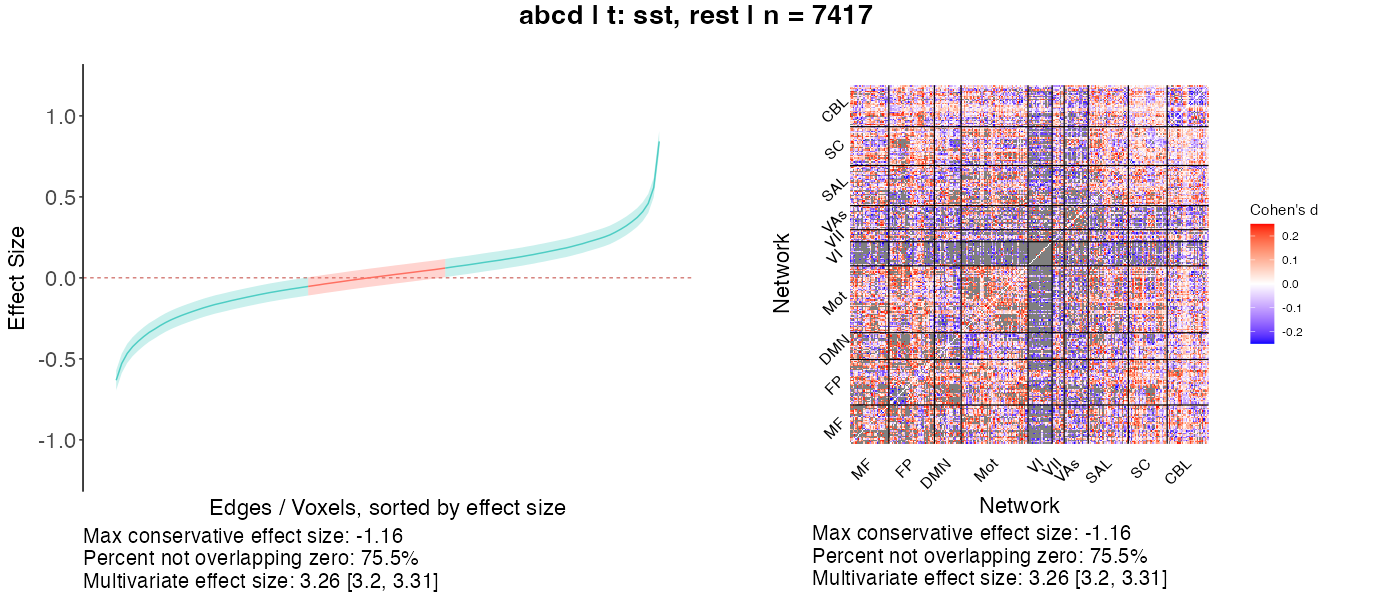 abcd | t: sst, rest | n = 7417
Effect Size
1.0
0.5
0.0
-0.5
-1.0
Edges / Voxels, sorted by effect size
Max conservative effect size: -1.16
Percent not overlapping zero: 75.5%
Multivariate effect size: 3.26 [3.2, 3.31]
Network
CBL
SC
SAL
VAs
VII
VI
Mot
DMN
FP
MF
MF
FP
DMN
Mot
VI
VII
VAs
SAL
SC
CBL
Network
Max conservative effect size: -1.16
Percent not overlapping zero: 75.5%
Multivariate effect size: 3.26 [3.2, 3.31]
Cohen's d
0.2
0.1
0.0
-0.1
-0.2